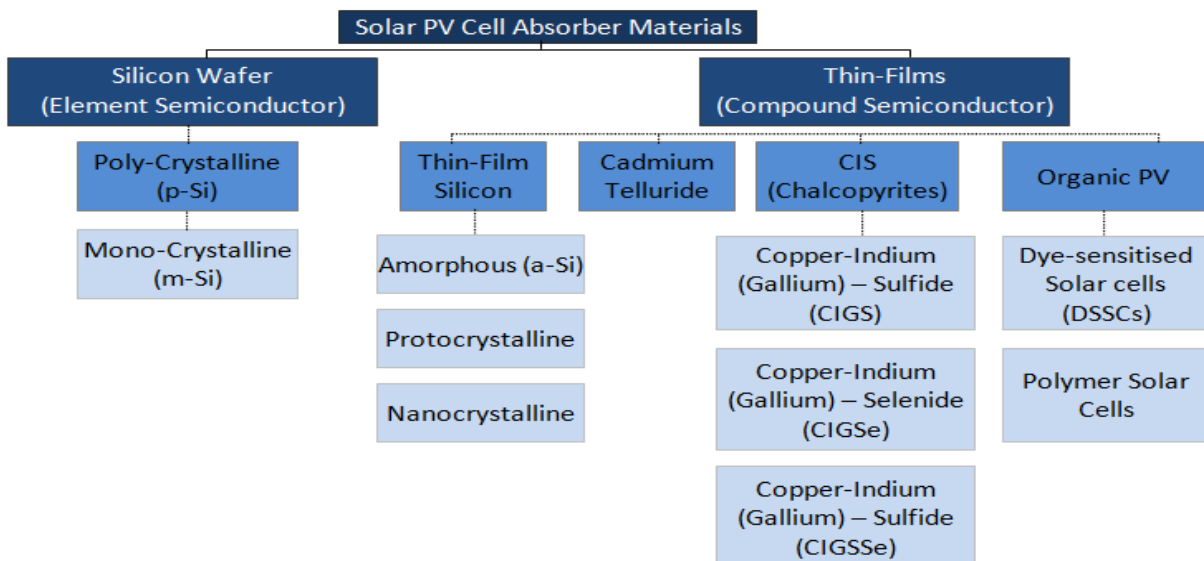 Solar PV Cell Absorber Materials
Silicon Wafer
(Element Semiconductor)
Thin-Films
(Compound Semiconductor)
Poly-Crystalline
(p-Si)
Mono-Crystalline
(m-Si)
Thin-Film
Silicon
Amorphous (a-Si)
Protocrystalline
Nanocrystalline
Cadmium
Telluride
CIS
(Chalcopyrites)
Copper-Indium
(Gallium) – Sulfide
(CIGS)
Copper-Indium
(Gallium) – Selenide
(CIGSe)
Copper-Indium
(Gallium) – Sulfide
(CIGSSe)
Organic PV
Dye-sensitised
Solar cells
(DSSCs)
Polymer Solar
Cells